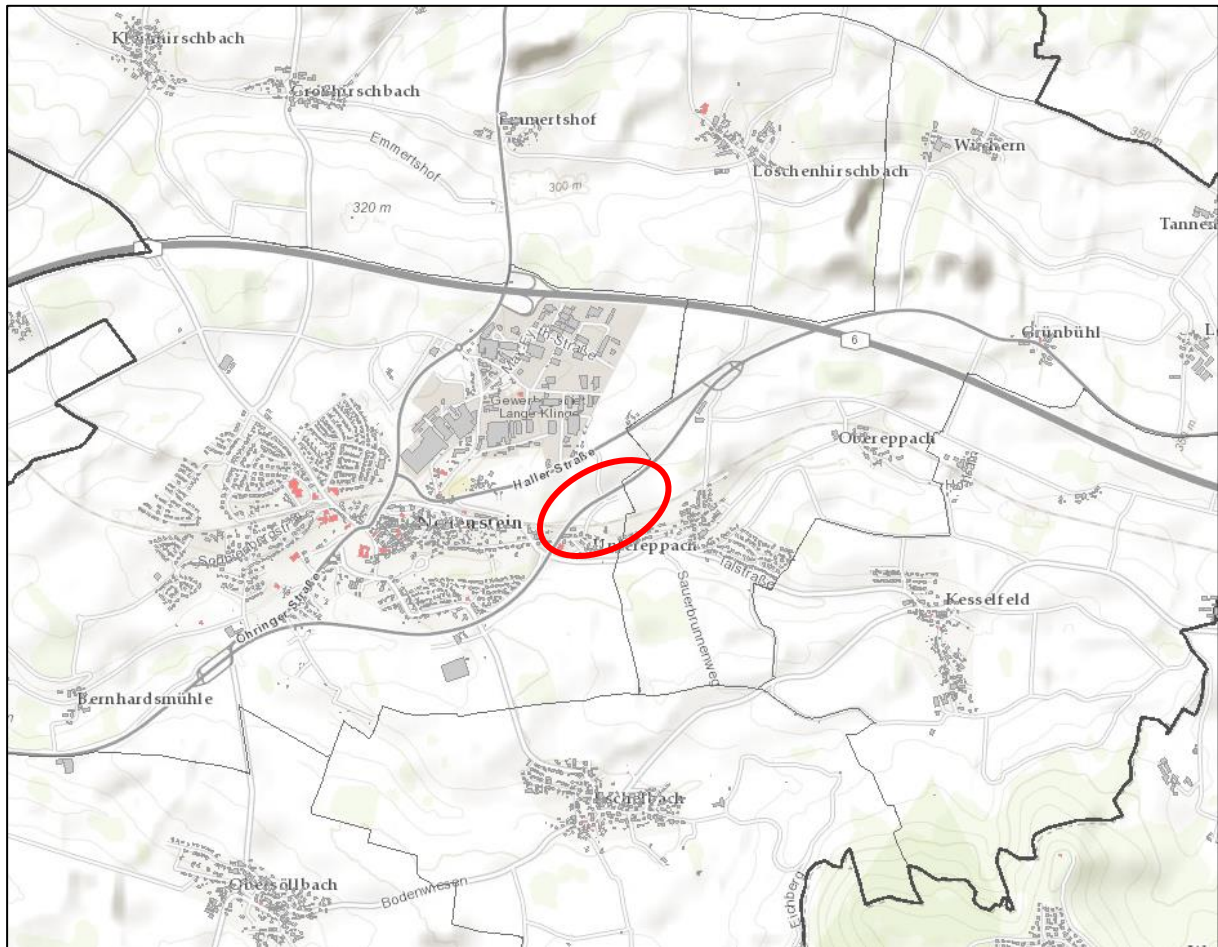 Kleinhirschbach
Großhirschbach
Emmertshof
Emmertshof
Löschenhirschbach
Wüchern
350 m
300 m
320 m
Tannen
6
Grünbühl
Lange Klinge
Haller-Straße
Obereppach
Neuenstein
Untereppach
Talstraße
Sauerbrunnenweg
Kesselfeld
Öhringer-Straße
Bernhardsmühle
Eschelbach
Obersöllbach
Bodenwiesen
Eichberg